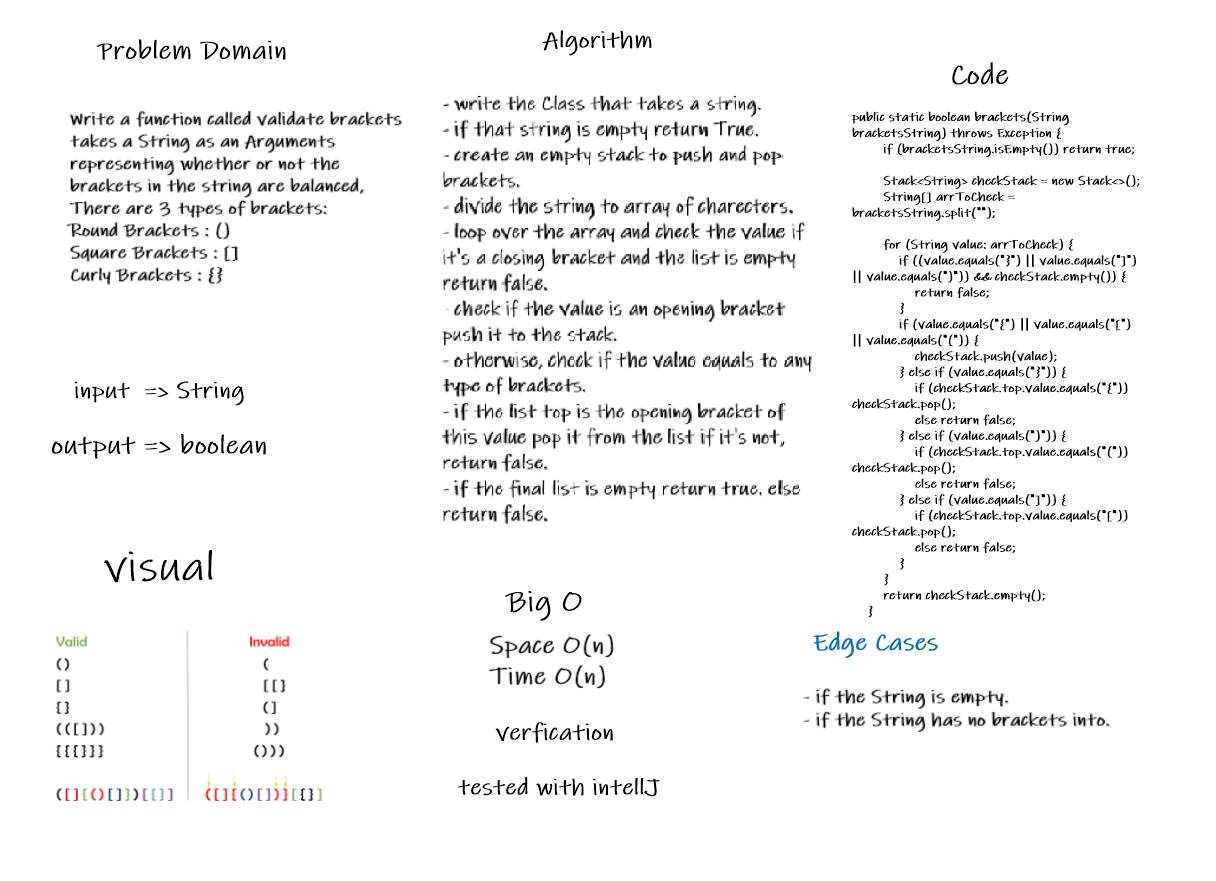 Problem Domain
Write a function called validate brackets
takes a String as an Arguments
representing whether or not the
brackets in the string are balanced,
There are 3 types of brackets:
Round Brackets : ()
Square Brackets : []
Curly Brackets : {}
input => String
output => boolean
Algorithm
- write the Class that takes a string.
- if that string is empty return True.
- create an empty stack to push and pop
brackets.
- divide the string to array of charecters.
- loop over the array and check the value if
it's a closing bracket and the list is empty
return false.
- check if the value is an opening bracket
push it to the stack.
- otherwise, check if the value equals to any
type of brackets.
- if the list top is the opening bracket of
this value pop it from the list if it's not,
return false.
- if the final list is empty return true. else
return false.
Code
public static boolean brackets(String
bracketsString) throws Exception {
if (bracketsString.isEmpty()) return true;
Stack<String> checkStack = new Stack<>();
String[] arrToCheck =
bracketsString.split("");
for (String value: arrToCheck) {
if ((value.equals("}") || value.equals("]")
|| value.equals(")")) && checkStack.empty()) {
return false;
}
if (value.equals("{") || value.equals("[")
|| value.equals("(")) {
checkStack.push(value);
} else if (value.equals("}")) {
if (checkStack.top.value.equals("{"))
checkStack.pop();
else return false;
} else if (value.equals(")")) {
if (checkStack.top.value.equals("("))
checkStack.pop();
else return false;
} else if (value.equals("]")) {
if (checkStack.top.value.equals("["))
checkStack.pop();
else return false;
}
}
return checkStack.empty();
}
visual
Valid
()
[]
{}
(([]))
{[{}]}
([]{()[]})[{}]
Invalid
(
[[}
(]
))
()))
([]{()[])}[{}]
Big O
Space O(n)
Time O(n)
verfication
tested with intellJ
Edge Cases
- if the String is empty.
- if the String has no brackets into.